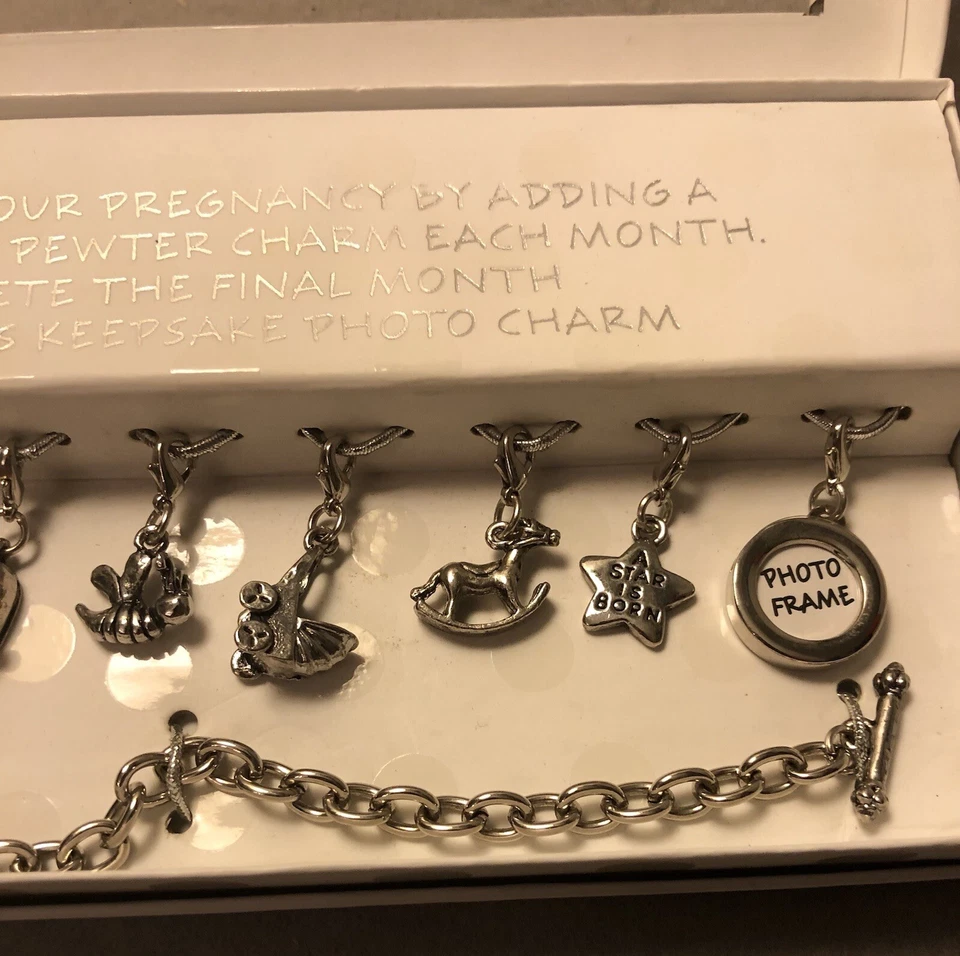 OUR PREGNANCY BY ADDING A
PEWTER CHARM EACH MONTH.
ETE THE FINAL MONTH
S KEEPSAKE PHOTO CHARM
A
STAR
IS
BORN
PHOTO
FRAME